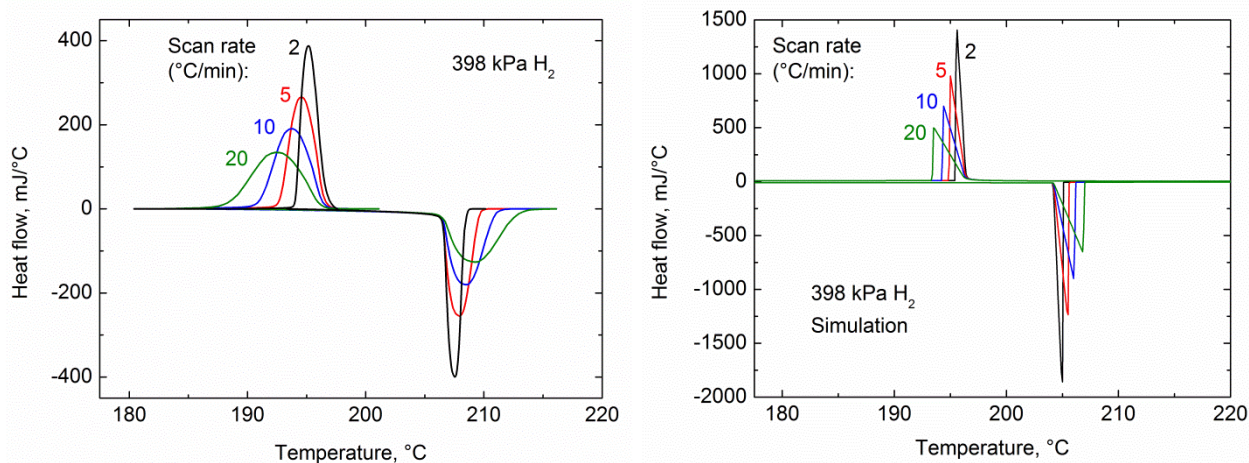 Scan rate
(°C/min):
398 kPa H₂
2
5
10
20
400
200
0
-200
-400
Heat flow, mJ/°C
180
190
200
210
220
Temperature, °C
Scan rate
(°C/min):
2
5
10
20
1500
1000
500
0
-500
-1000
-1500
-2000
Heat flow, mJ/°C
398 kPa H₂
Simulation
180
190
200
210
220
Temperature, °C